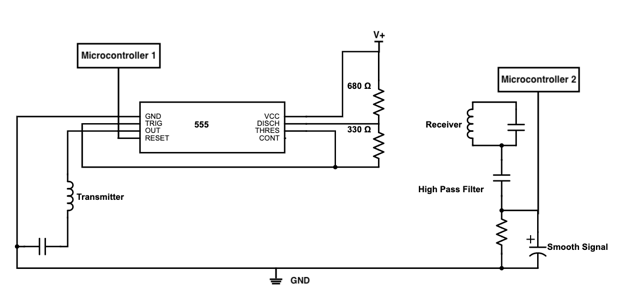 V+
Microcontroller 1
Microcontroller 2
680 Ω
GND
TRIG
OUT
RESET
555
VCC
DISCH
THRES
CONT
330 Ω
Receiver
Transmitter
High Pass Filter
+
Smooth Signal
GND